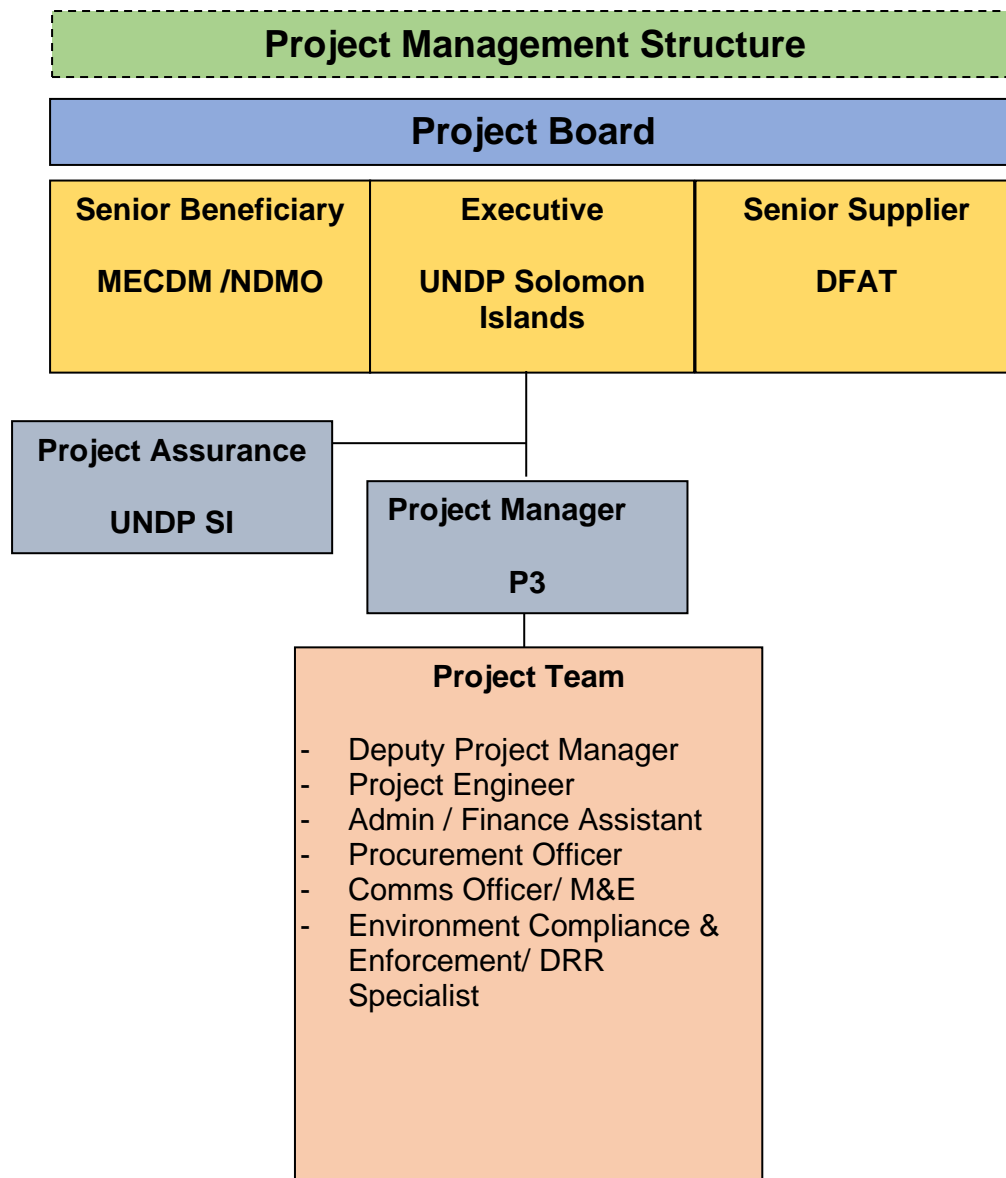 Project Management Structure
Project Board
Senior Beneficiary
MECDM /NDMO
Executive
UNDP Solomon
Islands
Senior Supplier
DFAT
Project Assurance
UNDP SI
Project Manager
P3
Project Team
- Deputy Project Manager
- Project Engineer
- Admin / Finance Assistant
- Procurement Officer
- Comms Officer/ M&E
- Environment Compliance &
Enforcement/ DRR
Specialist